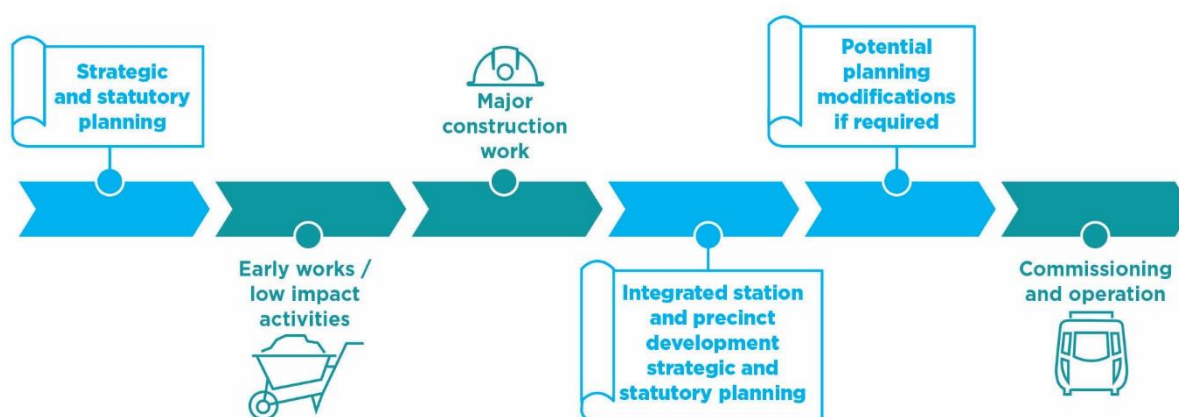 Strategic
and statutory
planning
Early works /
low impact
activities
Major
construction
work
Integrated station
and precinct
development
strategic and
statutory planning
Potential
planning
modifications
if required
Commissioning
and operation